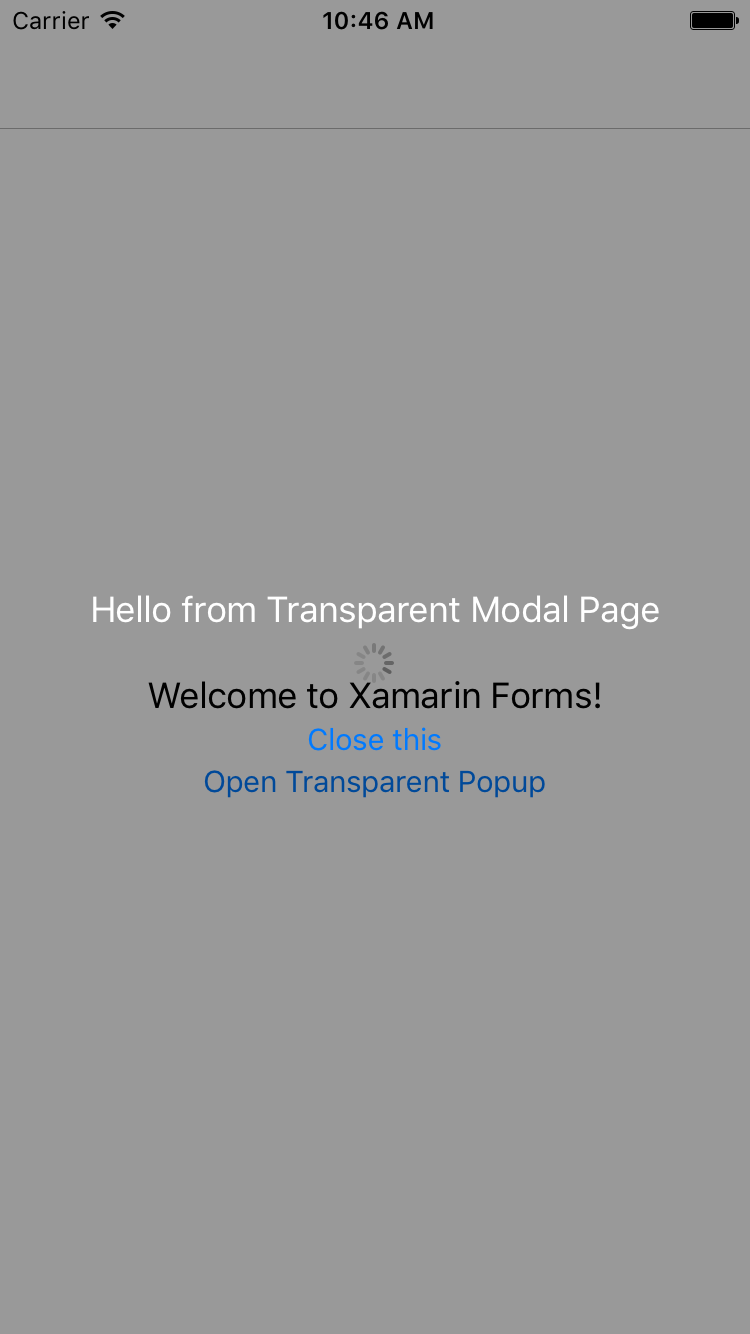 Carrier 10:46 AM
Hello from Transparent Modal Page
Welcome to Xamarin Forms!
Close this
Open Transparent Popup